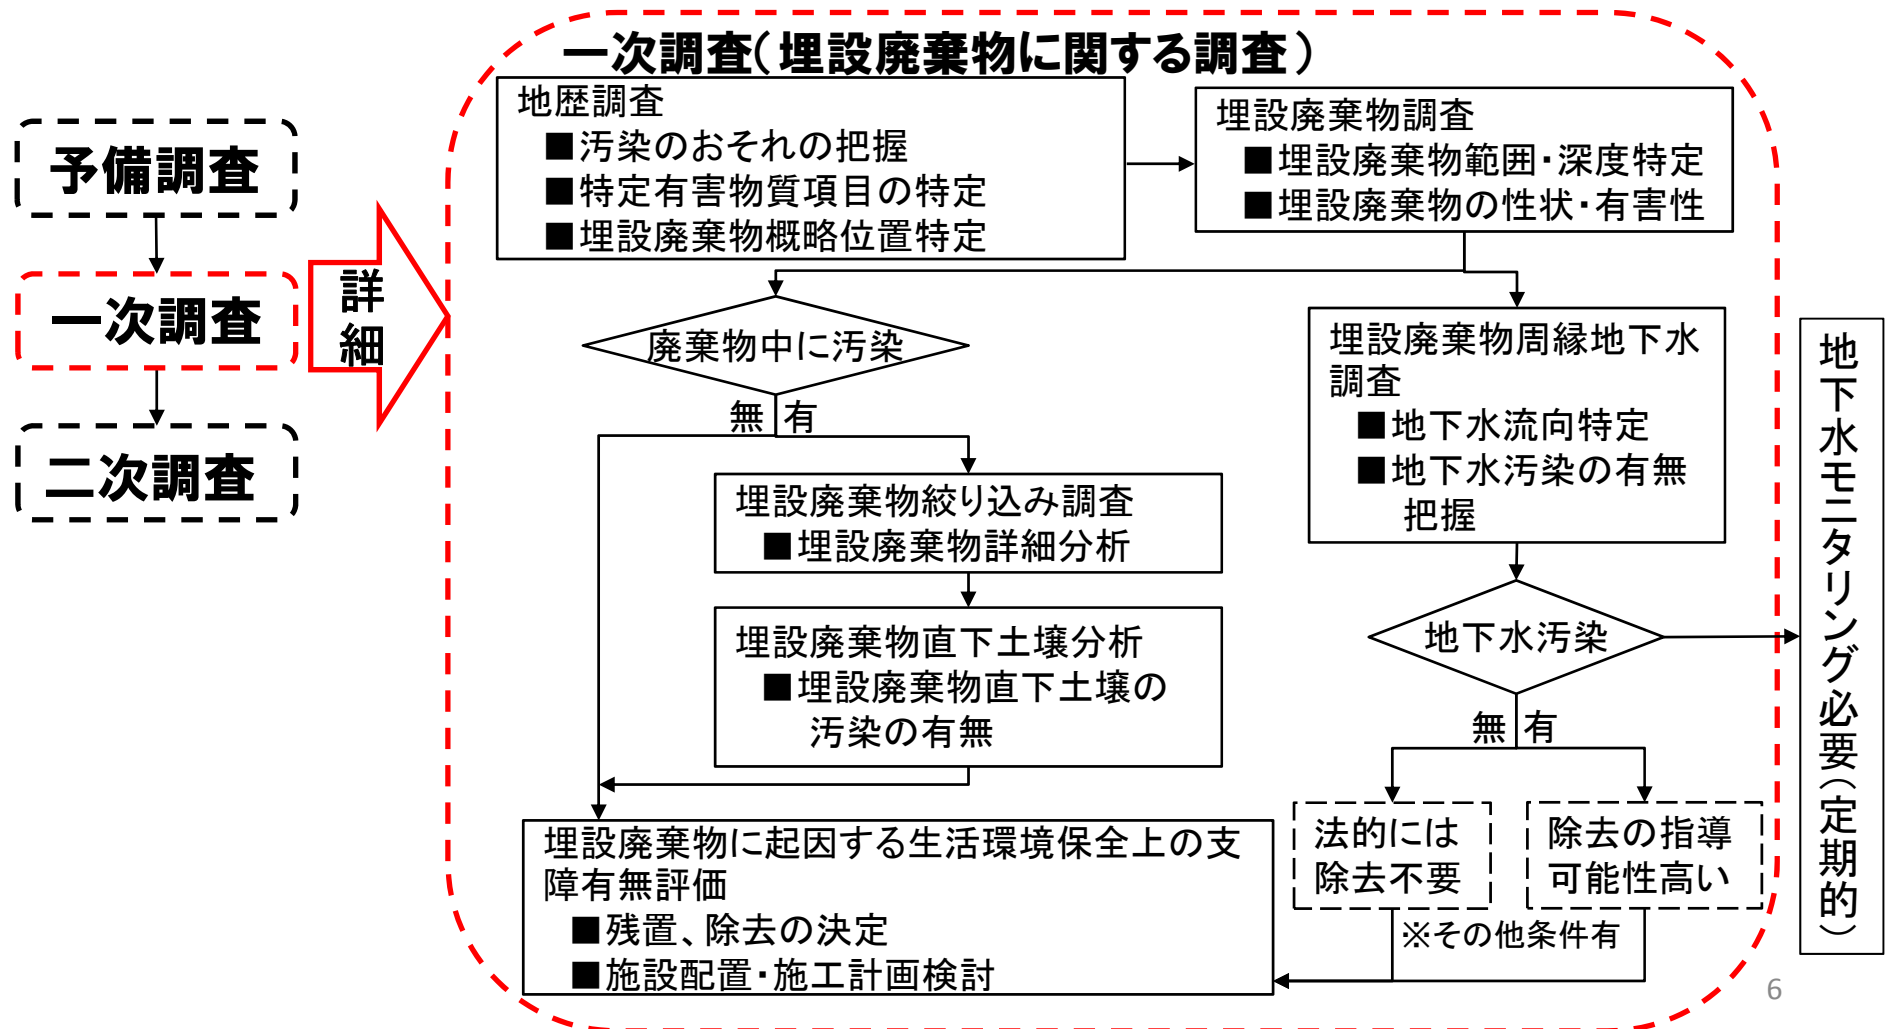 一次調査(埋設廃棄物に関する調査)
予備調査
一次調査
二次調査
詳
細
地歴調査
■汚染のおそれの把握
■特定有害物質項目の特定
■埋設廃棄物概略位置特定
埋設廃棄物調査
■埋設廃棄物範囲・深度特定
■埋設廃棄物の性状・有害性
廃棄物中に汚染
無 有
埋設廃棄物絞り込み調査
■埋設廃棄物詳細分析
埋設廃棄物直下土壌分析
■埋設廃棄物直下土壌の
汚染の有無
埋設廃棄物周縁地下水
調査
■地下水流向特定
■地下水汚染の有無
把握
地下水汚染
無 有
法的には
除去不要
除去の指導
可能性高い
※その他条件有
埋設廃棄物に起因する生活環境保全上の支
障有無評価
■残置、除去の決定
■施設配置・施工計画検討
地下水モニタリング必要(定期的)
6